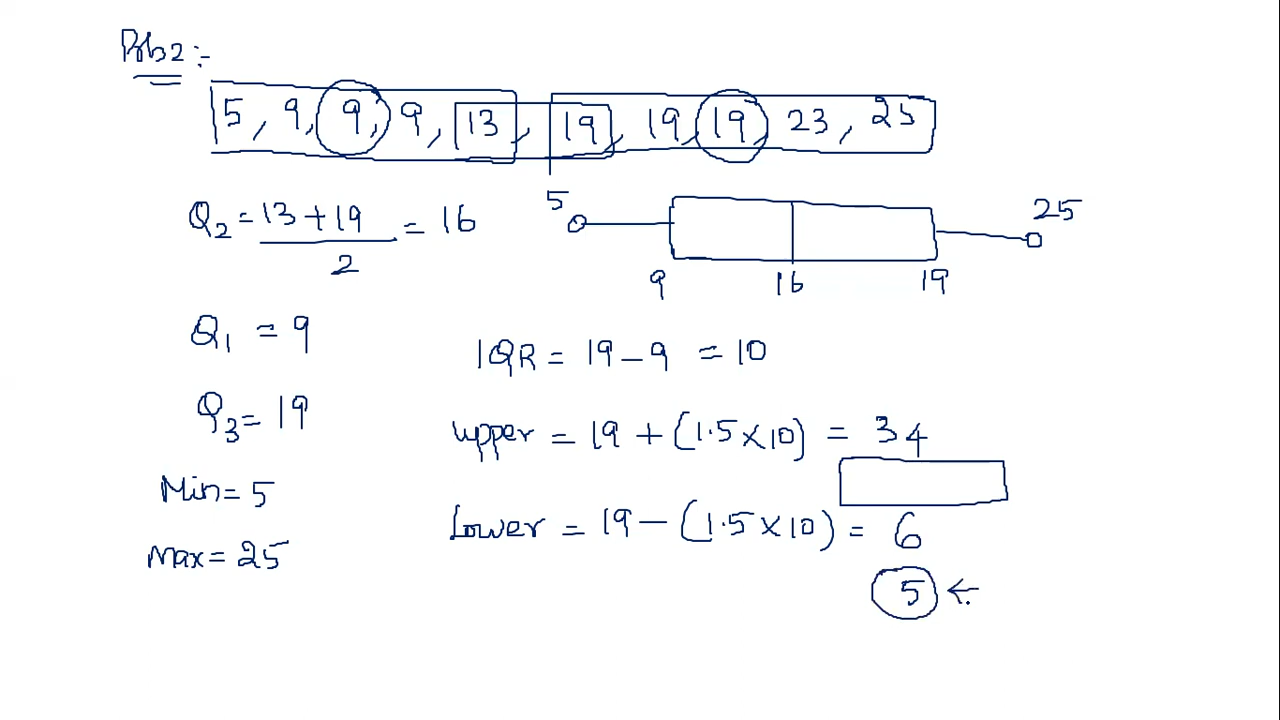 Prb2 :-
5, 9, 9, 9, 13, 19, 19, 19, 23, 25
Q2 = 13+19 / 2 = 16
5
25
9 16 19
Q1 = 9
IQR = 19 - 9 = 10
Q3 = 19
Upper = 19 + (1.5×10) = 34
Min = 5
Lower = 19 - (1.5×10) = 6
Max = 25
5 ←